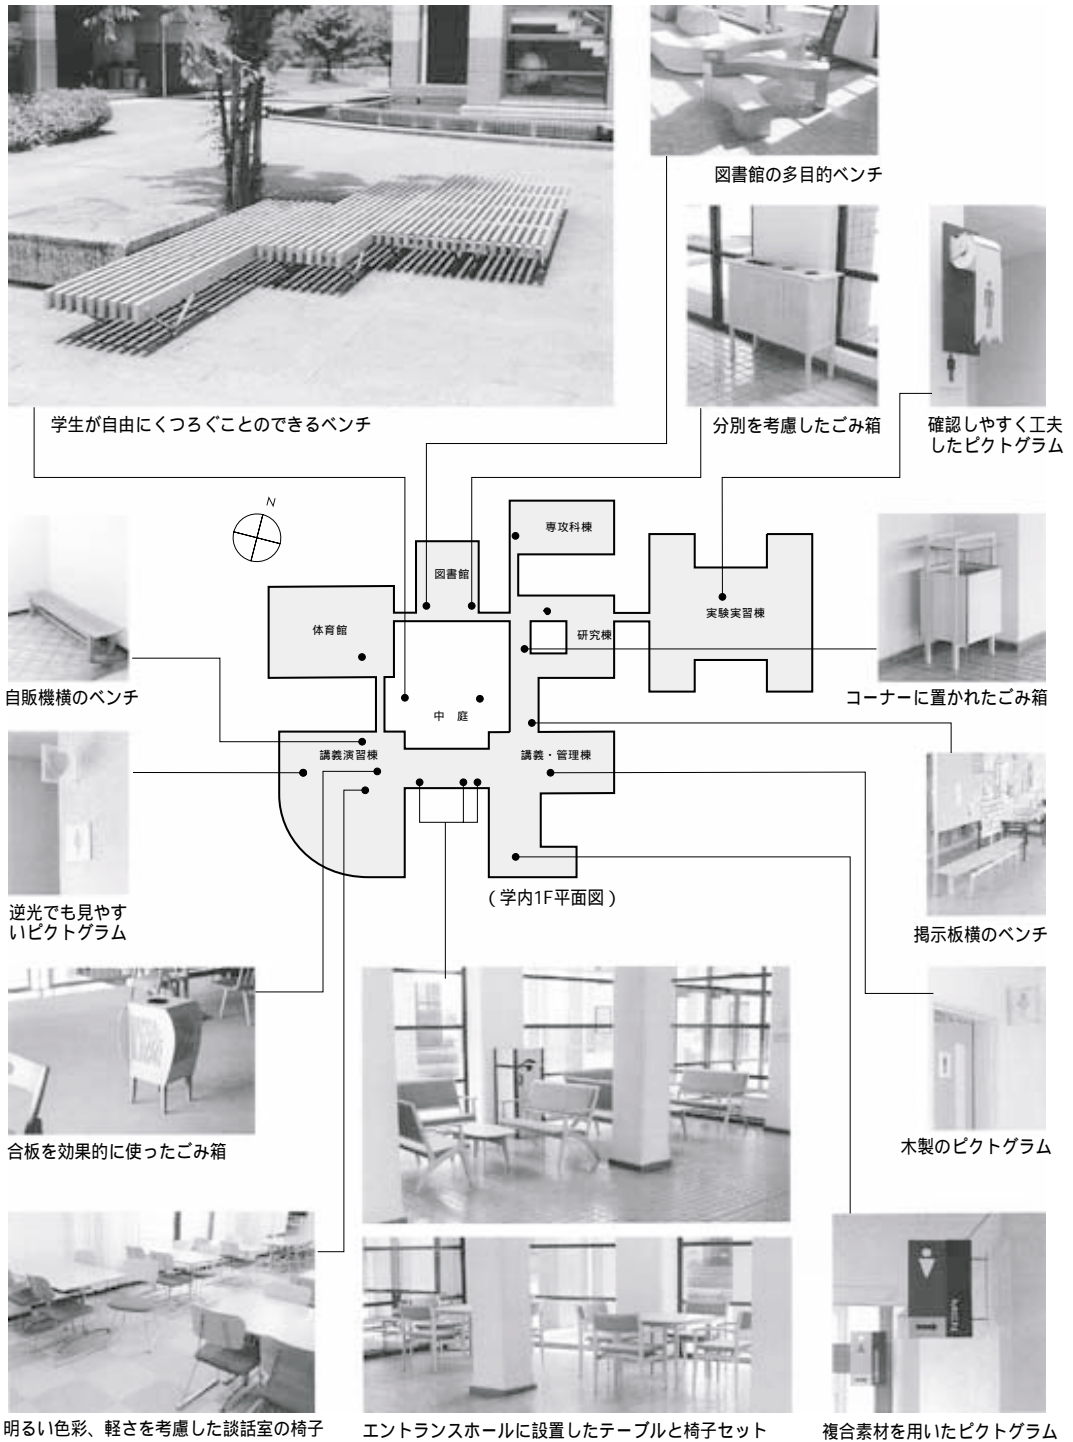 図書館の多目的ベンチ
学生が自由にくつろぐことのできるベンチ
分別を考慮したごみ箱
確認しやすく工夫
したピクトグラム
N
専攻科棟
図書館
体育館
研究棟
実験実習棟
自販機横のベンチ
コーナーに置かれたごみ箱
中 庭
講義演習棟
講義・管理棟
(学内1F平面図)
逆光でも見やす
いピクトグラム
掲示板横のベンチ
合板を効果的に使ったごみ箱
木製のピクトグラム
明るい色彩、軽さを考慮した談話室の椅子
エントランスホールに設置したテーブルと椅子セット
複合素材を用いたピクトグラム